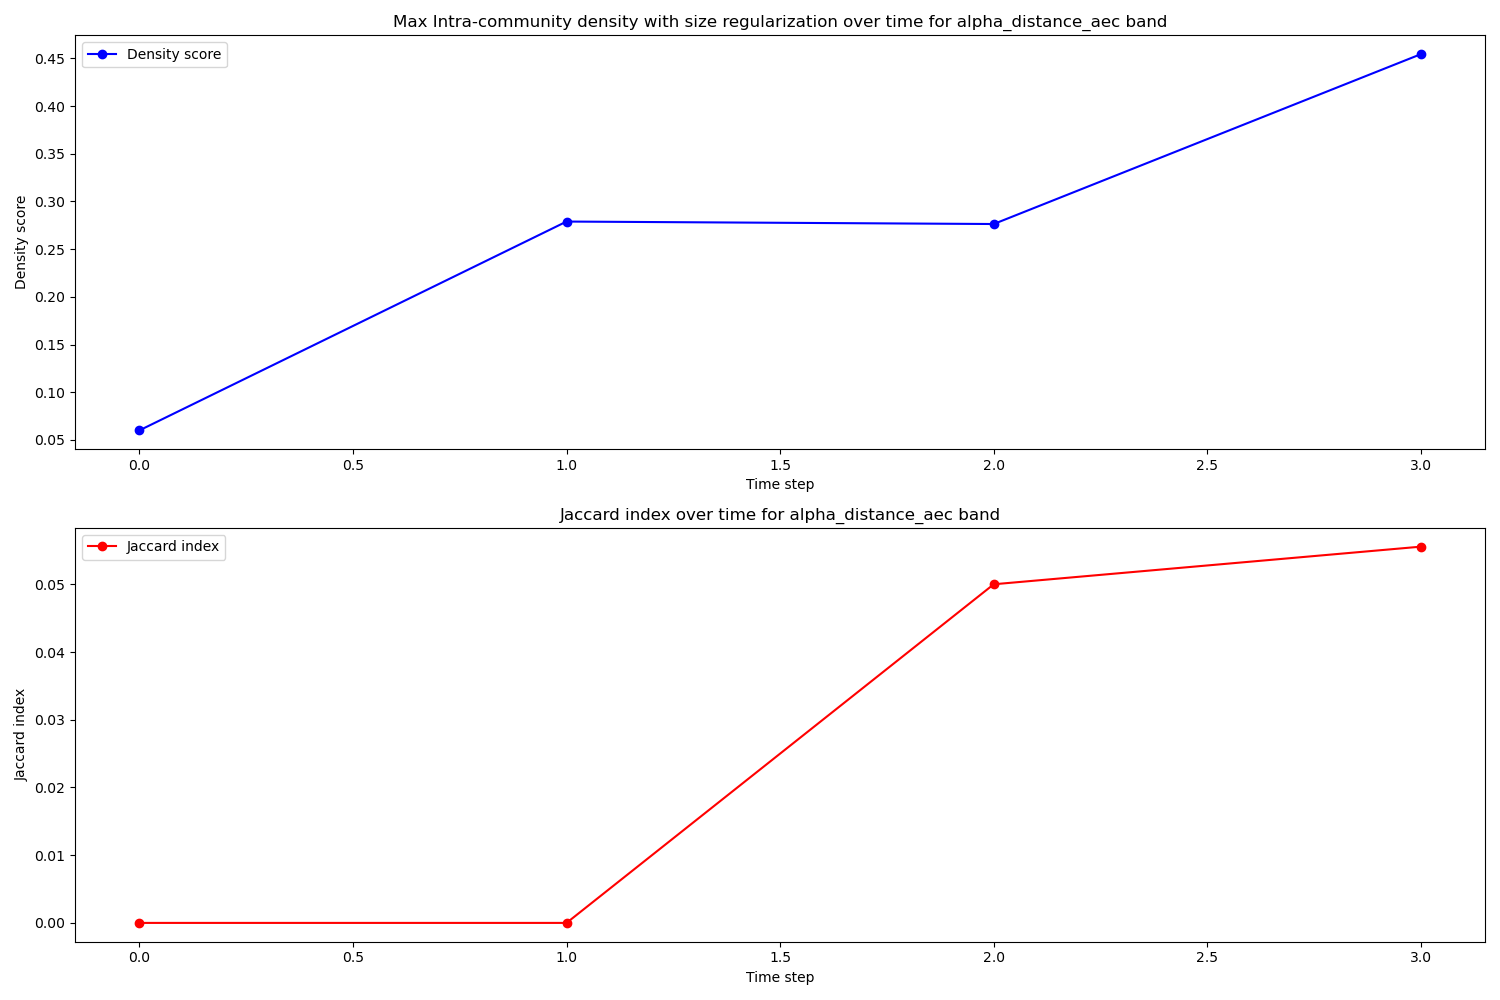 Max Intra-community density with size regularization over time for alpha_distance_aec band
Density score
0.45
0.40
0.35
0.30
0.25
0.20
0.15
0.10
0.05
Density score
0.0 0.5 1.0 1.5 2.0 2.5 3.0
Time step
Jaccard index over time for alpha_distance_aec band
Jaccard index
0.05
0.04
0.03
0.02
0.01
0.00
Jaccard index
0.0 0.5 1.0 1.5 2.0 2.5 3.0
Time step